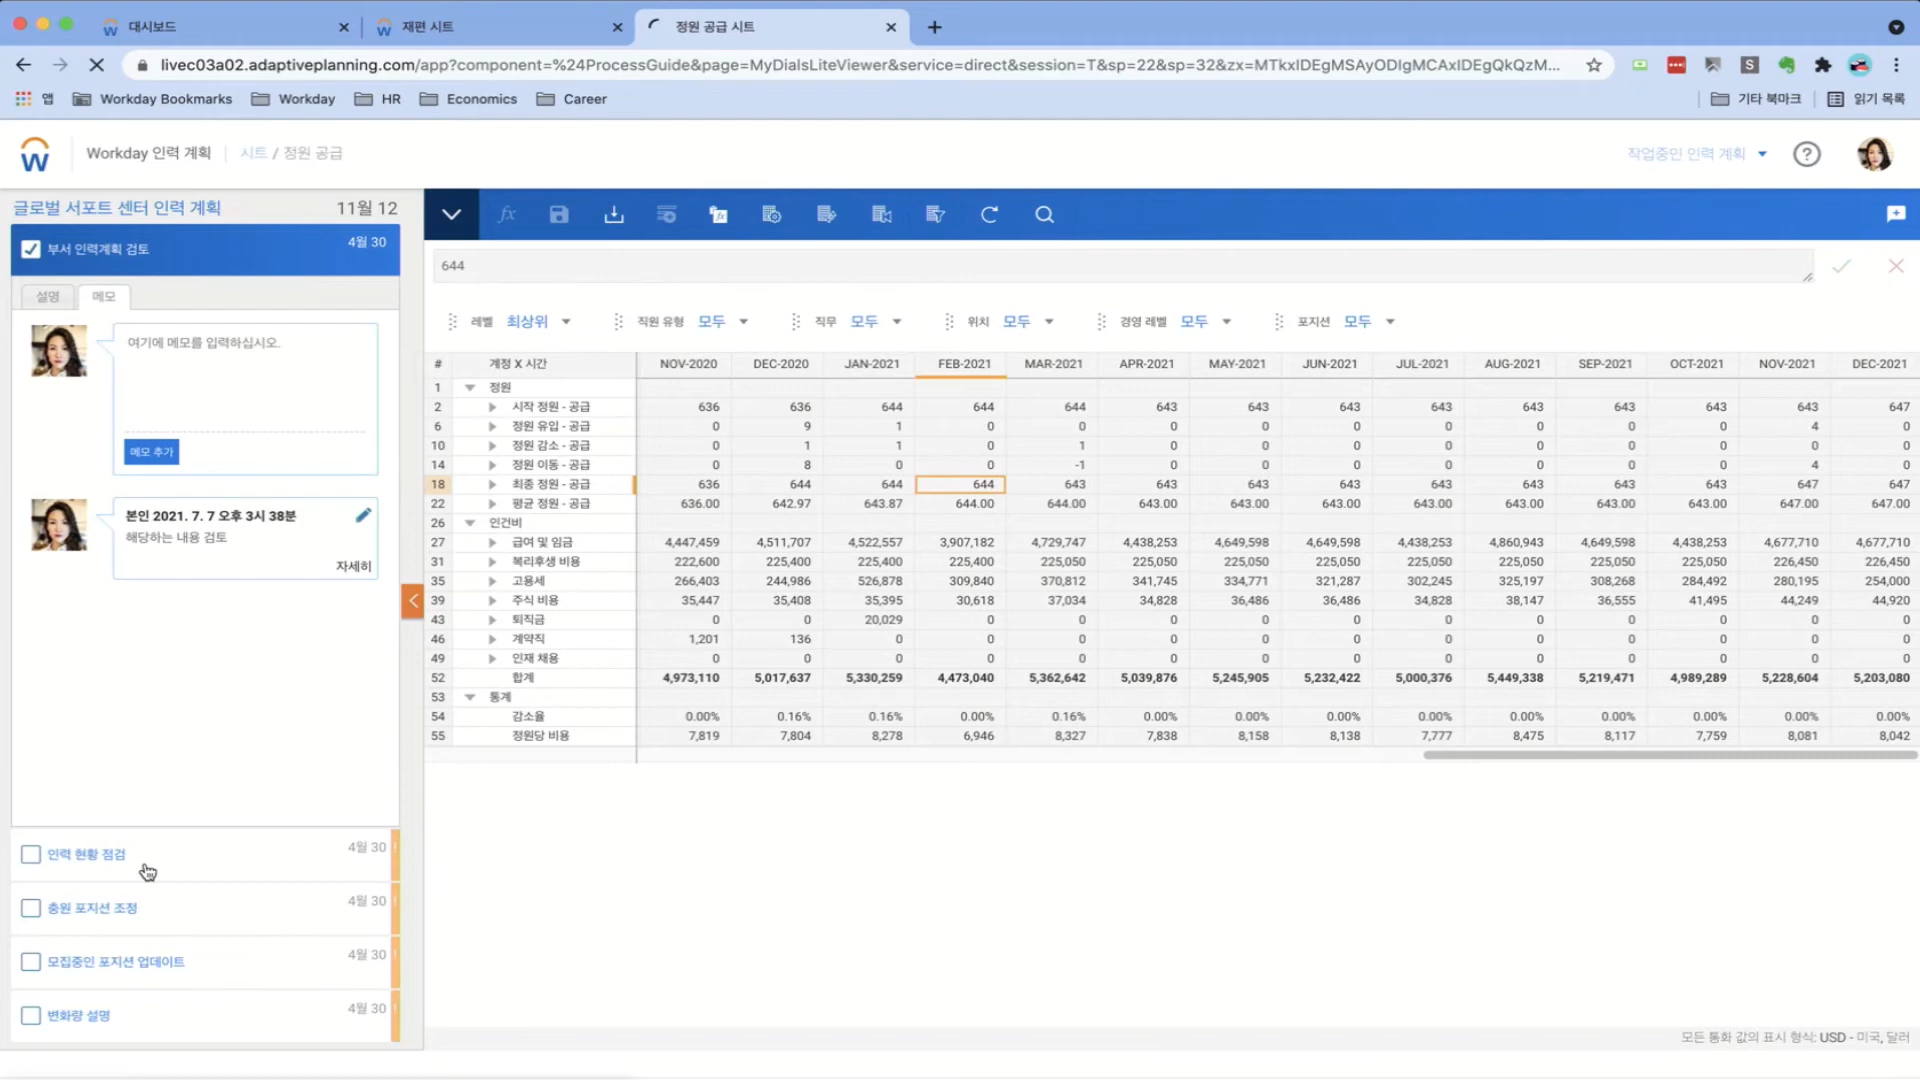 대시보드
재편 시트
정원 공급 시트
livec03a02.adaptiveplanning.com/app?component=%24ProcessGuide&page=MyDialsLiteViewer&service=direct&session=T&sp=22&sp=32&zx=MTkxIDEgMSAyODIgMCAxIDEgQkQzM...
앱 Workday Bookmarks Workday HR Economics Career 기타 북마크 읽기 목록
Workday 인력 계획 시트 / 정원 공급 작업중인 인력 계획
글로벌 서포트 센터 인력 계획 11월 12
부서 인력계획 검토 4월 30
설명 메모
여기에 메모를 입력하십시오.
메모 추가
본인 2021. 7. 7 오후 3시 38분
해당하는 내용 검토
자세히
인력 현황 점검 4월 30
충원 포지션 조정 4월 30
모집중인 포지션 업데이트 4월 30
변화량 설명 4월 30
fx
644
레벨 최상위 직원 유형 모두 직무 모두 위치 모두 경영 레벨 모두 포지션 모두
# 계정 X 시간 NOV-2020 DEC-2020 JAN-2021 FEB-2021 MAR-2021 APR-2021 MAY-2021 JUN-2021 JUL-2021 AUG-2021 SEP-2021 OCT-2021 NOV-2021 DEC-2021
1 정원
2 시작 정원 - 공급 636 636 644 644 644 643 643 643 643 643 643 643 643 647
6 정원 유입 - 공급 0 9 1 0 0 0 0 0 0 0 0 0 4 0
10 정원 감소 - 공급 0 1 1 0 1 0 0 0 0 0 0 0 0 0
14 정원 이동 - 공급 0 8 0 0 -1 0 0 0 0 0 0 0 4 0
18 최종 정원 - 공급 636 644 644 644 643 643 643 643 643 643 643 643 647 647
22 평균 정원 - 공급 636.00 642.97 643.87 644.00 644.00 643.00 643.00 643.00 643.00 643.00 643.00 643.00 647.00 647.00
26 인건비
27 급여 및 임금 4,447,459 4,511,707 4,522,557 3,907,182 4,729,747 4,438,253 4,649,598 4,649,598 4,438,253 4,860,943 4,649,598 4,438,253 4,677,710 4,677,710
31 복리후생 비용 222,600 225,400 225,400 225,400 225,050 225,050 225,050 225,050 225,050 225,050 225,050 225,050 226,450 226,450
35 고용세 266,403 244,986 526,878 309,840 370,812 341,745 334,771 321,287 302,245 325,197 308,268 284,492 280,195 254,000
39 주식 비용 35,447 35,408 35,395 30,618 37,034 34,828 36,486 36,486 34,828 38,147 36,555 41,495 44,249 44,920
43 퇴직금 0 0 20,029 0 0 0 0 0 0 0 0 0 0 0
46 계약직 1,201 136 0 0 0 0 0 0 0 0 0 0 0 0
49 인재 채용 0 0 0 0 0 0 0 0 0 0 0 0 0 0
52 합계 4,973,110 5,017,637 5,330,259 4,473,040 5,362,642 5,039,876 5,245,905 5,232,422 5,000,376 5,449,338 5,219,471 4,989,289 5,228,604 5,203,080
53 통계
54 감소율 0.00% 0.16% 0.16% 0.00% 0.16% 0.00% 0.00% 0.00% 0.00% 0.00% 0.00% 0.00% 0.00% 0.00%
55 정원당 비용 7,819 7,804 8,278 6,946 8,327 7,838 8,158 8,138 7,777 8,475 8,117 7,759 8,081 8,042
모든 통화 값의 표시 형식: USD - 미국, 달러